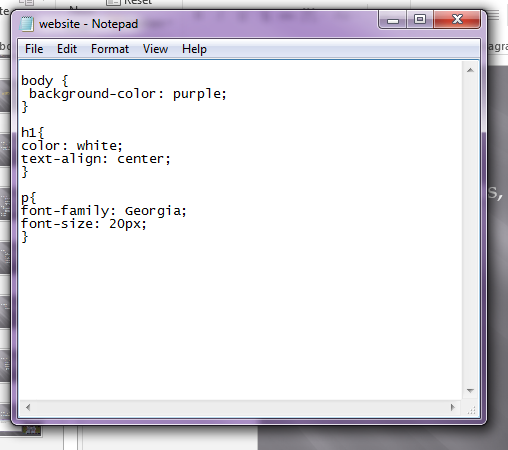 Reset
website - Notepad
File Edit Format View Help
body {
 background-color: purple;
}
h1{
color: white;
text-align: center;
}
p{
font-family: Georgia;
font-size: 20px;
}